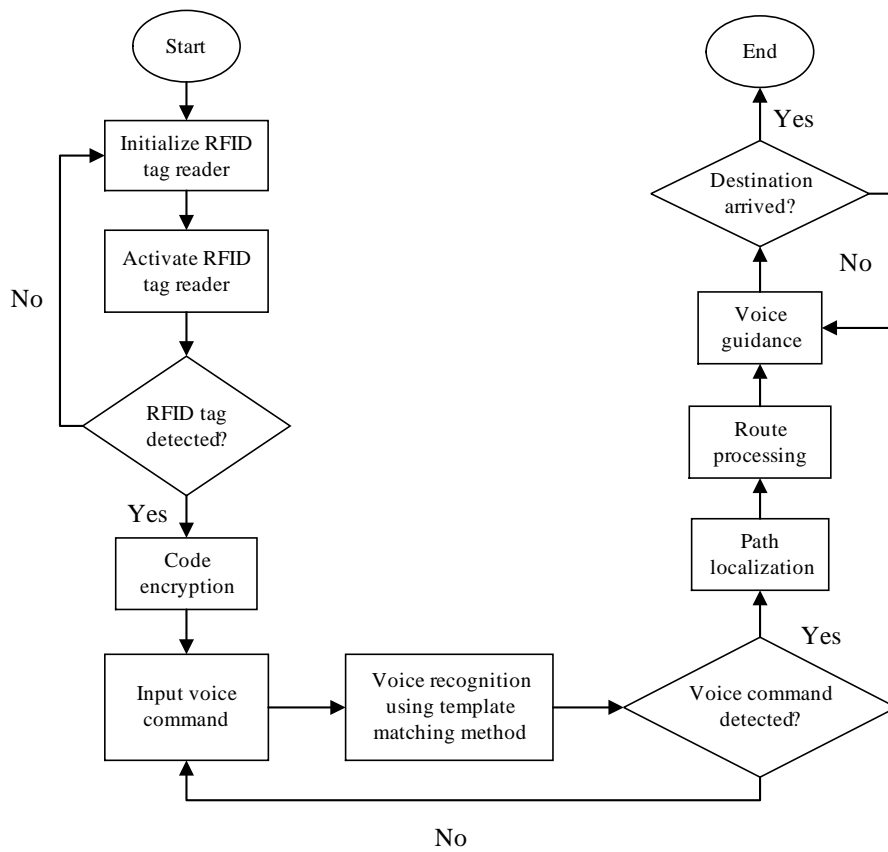 Start
Initialize RFID
tag reader
Activate RFID
tag reader
No
RFID tag
detected?
Yes
Code
encryption
Input voice
command
Voice recognition
using template
matching method
Voice command
detected?
No
Yes
Path
localization
Route
processing
Voice
guidance
No
Destination
arrived?
Yes
End